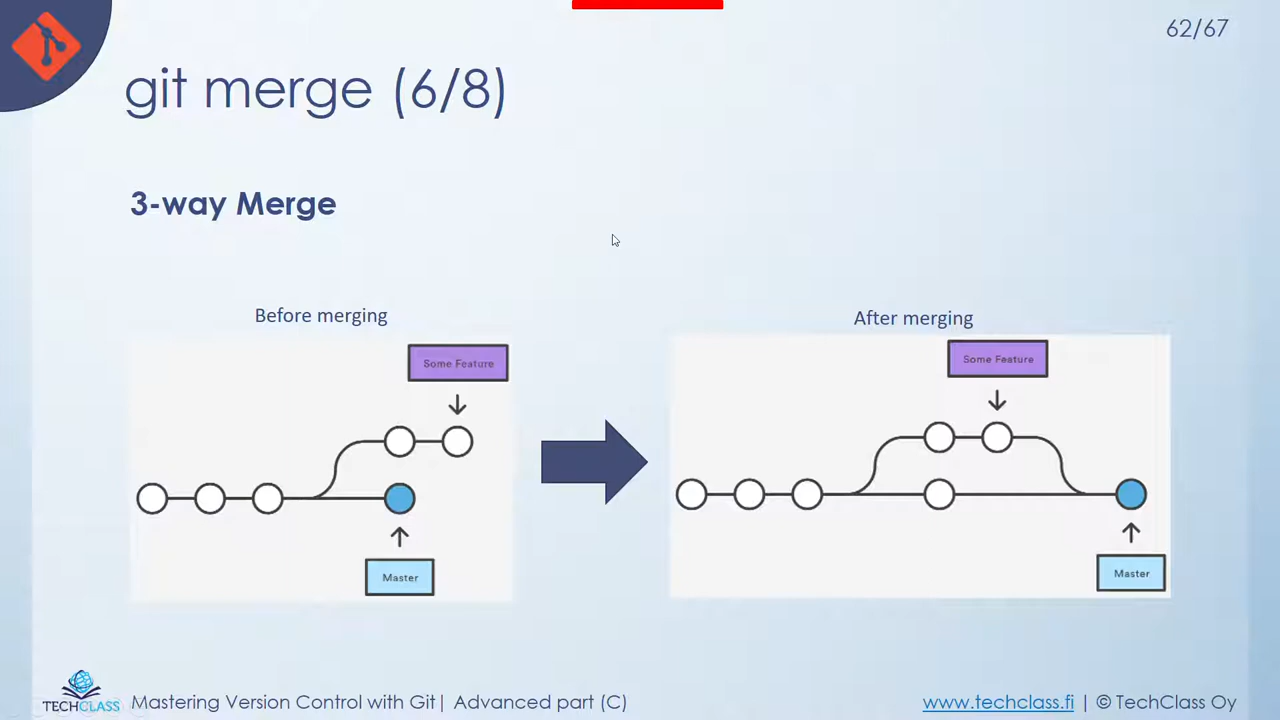 62/67
git merge (6/8)
3-way Merge
Before merging
After merging
Some Feature
Some Feature
Master
Master
TECHCLASS
Mastering Version Control with Git| Advanced part (C)
www.techclass.fi | © TechClass Oy